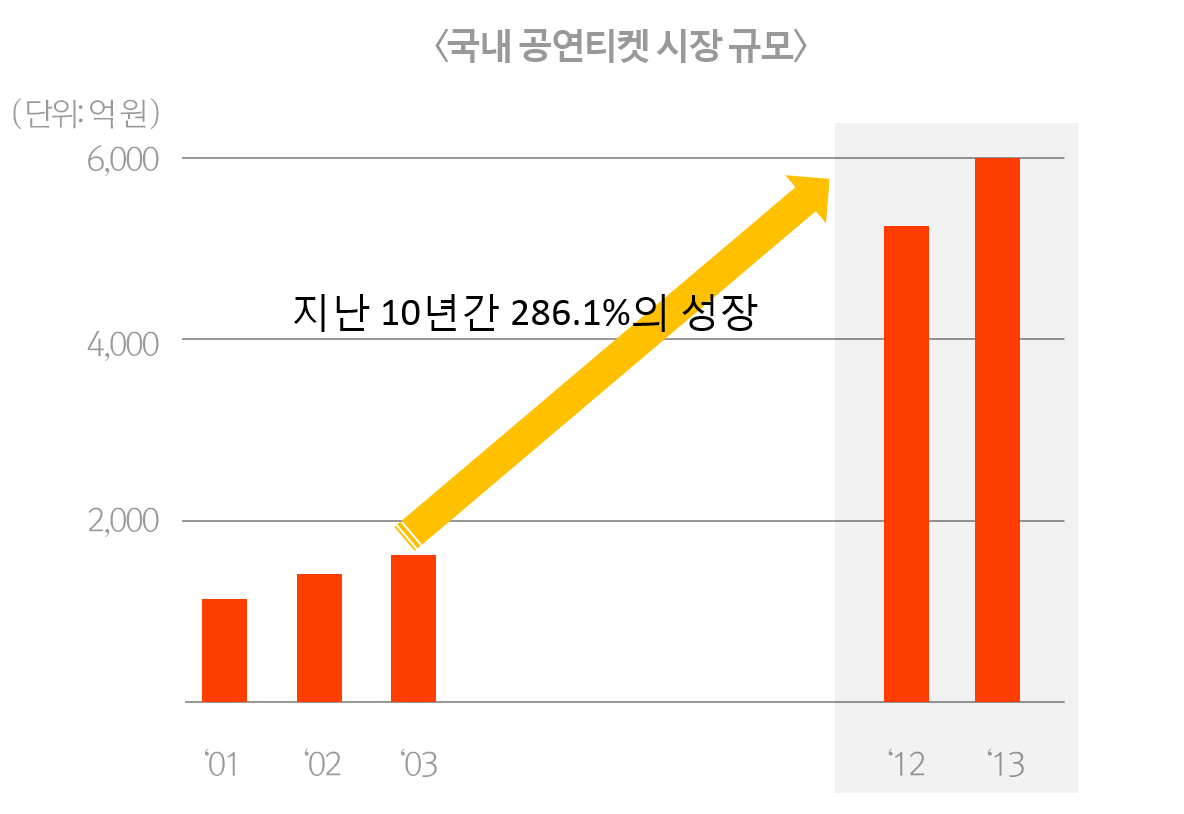 〈국내 공연티켓 시장 규모〉
(단위:억원)
6,000
지난 10년간 286.1%의 성장
4,000
2,000
‘01 ‘02 ‘03 ‘12 ‘13